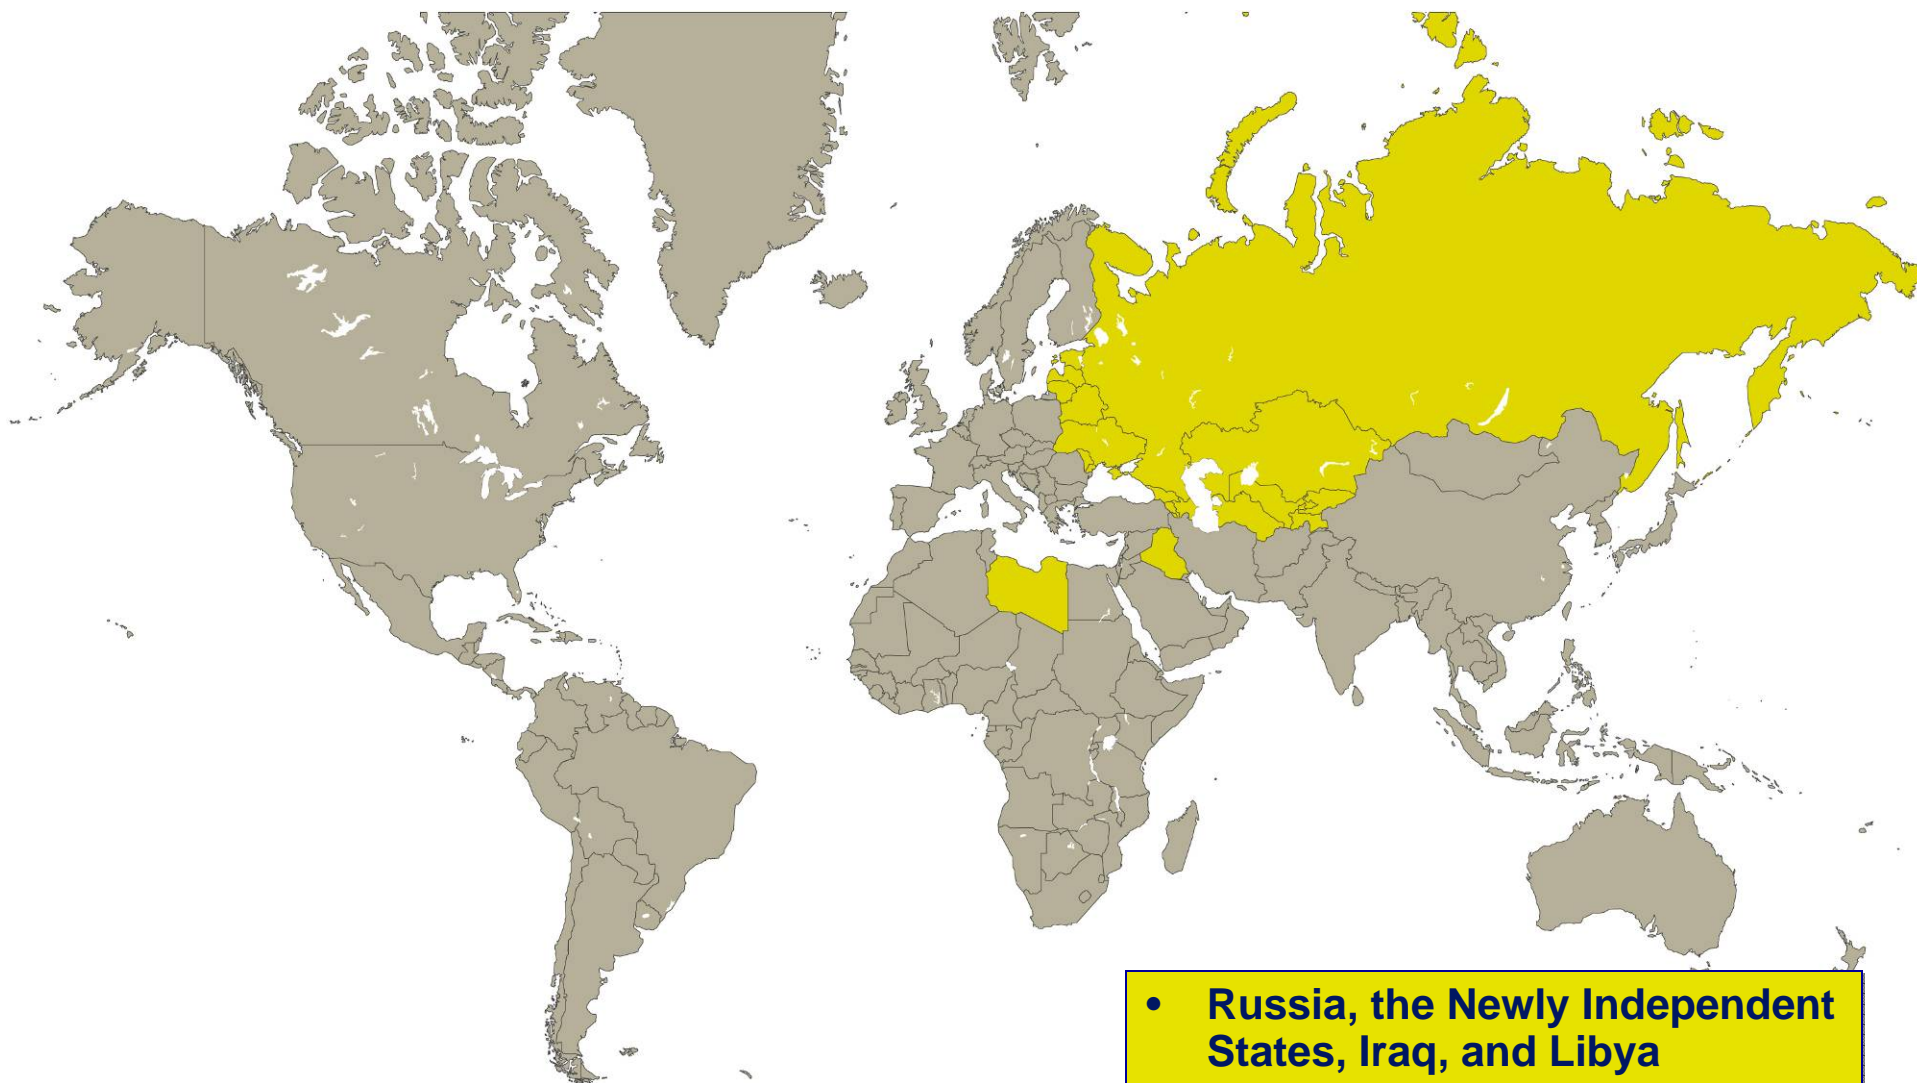 • Russia, the Newly Independent
States, Iraq, and Libya